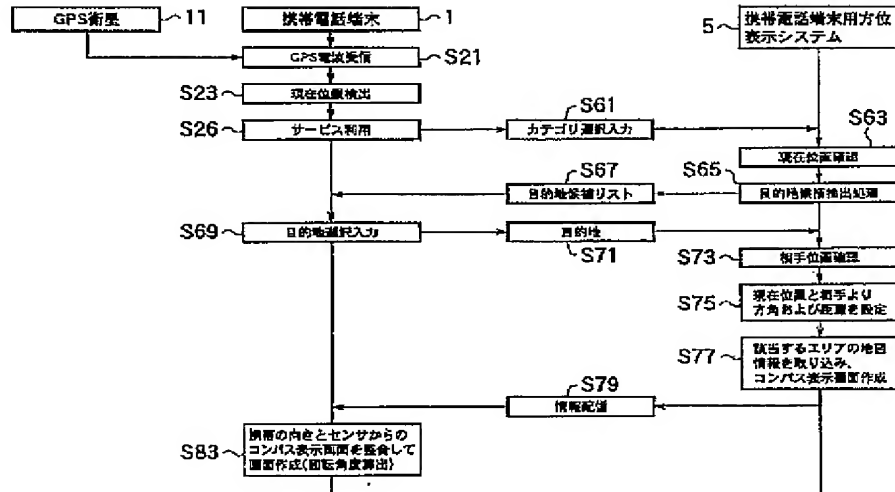 GPS衛星
11
携帯電話端末
1
5
携帯電話端末用方位
表示システム
GPS電波受信
S21
S23
現在位置検出
S26
サービス利用
S61
カテゴリ選択入力
S63
現在位置確認
S67
目的地候補リスト
S65
目的地候補検出処理
S69
目的地選択入力
目的地
S71
S73
相手位置確認
S75
現在位置と相手より
方角および距離を設定
S77
該当するエリアの地図
情報を取り込み、
コンパス表示画面作成
S79
情報配信
S83
携帯の向きとセンサからの
コンパス表示画面を整合して
画面作成(回転角度算出)